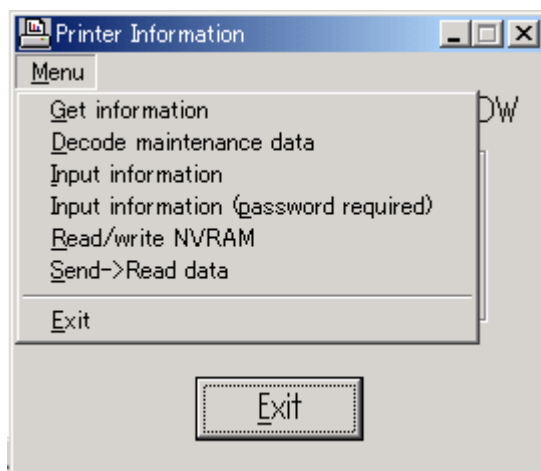 Printer Information
Menu
DW
Get information
Decode maintenance data
Input information
Input information (password required)
Read/write NVRAM
Send->Read data
Exit
Exit